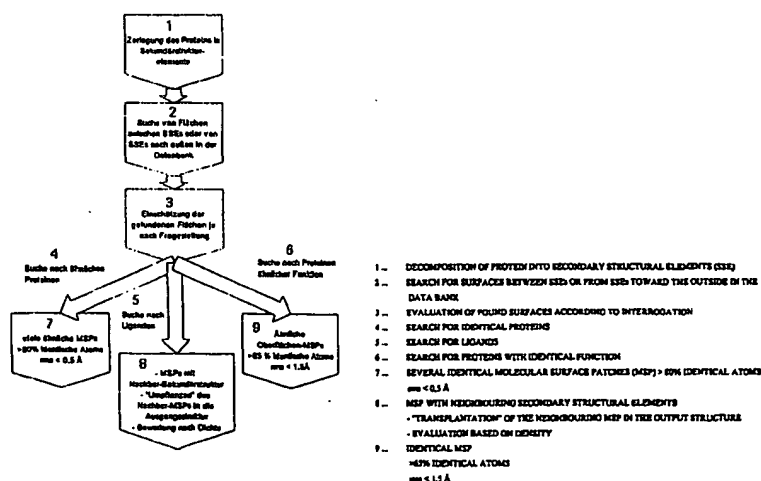 1
Zerlegung des Proteins in
Sekundärstruktur-
elemente
2
Suche von Flächen
zwischen SSEs oder von
SSEs nach außen in der
Datenbank
3
Einschätzung der
gefundenen Flächen je
nach Fragestellung
4
Suche nach ähnlichen
Proteinen
5
Suche nach
Liganden
6
Suche nach Proteinen
ähnlicher Funktion
7
viele ähnliche MSPs
>80% identische Atome
rms < 0.5 Å
8
- MSPs mit
Nachbar-Sekundärstruktur
- "Umpflanzen" des
Nachbar-MSPs in die
Ausgangsstruktur
- Bewertung nach Dichte
9
Ähnliche
Oberflächen-MSPs
>65 % identische Atome
rms < 1.5Å
1 ... DECOMPOSITION OF PROTEIN INTO SECONDARY STRUCTURAL ELEMENTS (SSE)
2 ... SEARCH FOR SURFACES BETWEEN SSEs OR FROM SSEs TOWARD THE OUTSIDE IN THE
DATA BANK
3 ... EVALUATION OF FOUND SURFACES ACCORDING TO INTERROGATION
4 ... SEARCH FOR IDENTICAL PROTEINS
5 ... SEARCH FOR LIGANDS
6 ... SEARCH FOR PROTEINS WITH IDENTICAL FUNCTION
7 ... SEVERAL IDENTICAL MOLECULAR SURFACE PATCHES (MSP) > 80% IDENTICAL ATOMS
rms < 0,5 Å
8 ... MSP WITH NEIGHBOURING SECONDARY STRUCTURAL ELEMENTS
- "TRANSPLANTATION" OF THE NEIGHBOURING MSP IN THE OUTPUT STRUCTURE
- EVALUATION BASED ON DENSITY
9 ... IDENTICAL MSP
>65% IDENTICAL ATOMS
rms < 1.5 Å